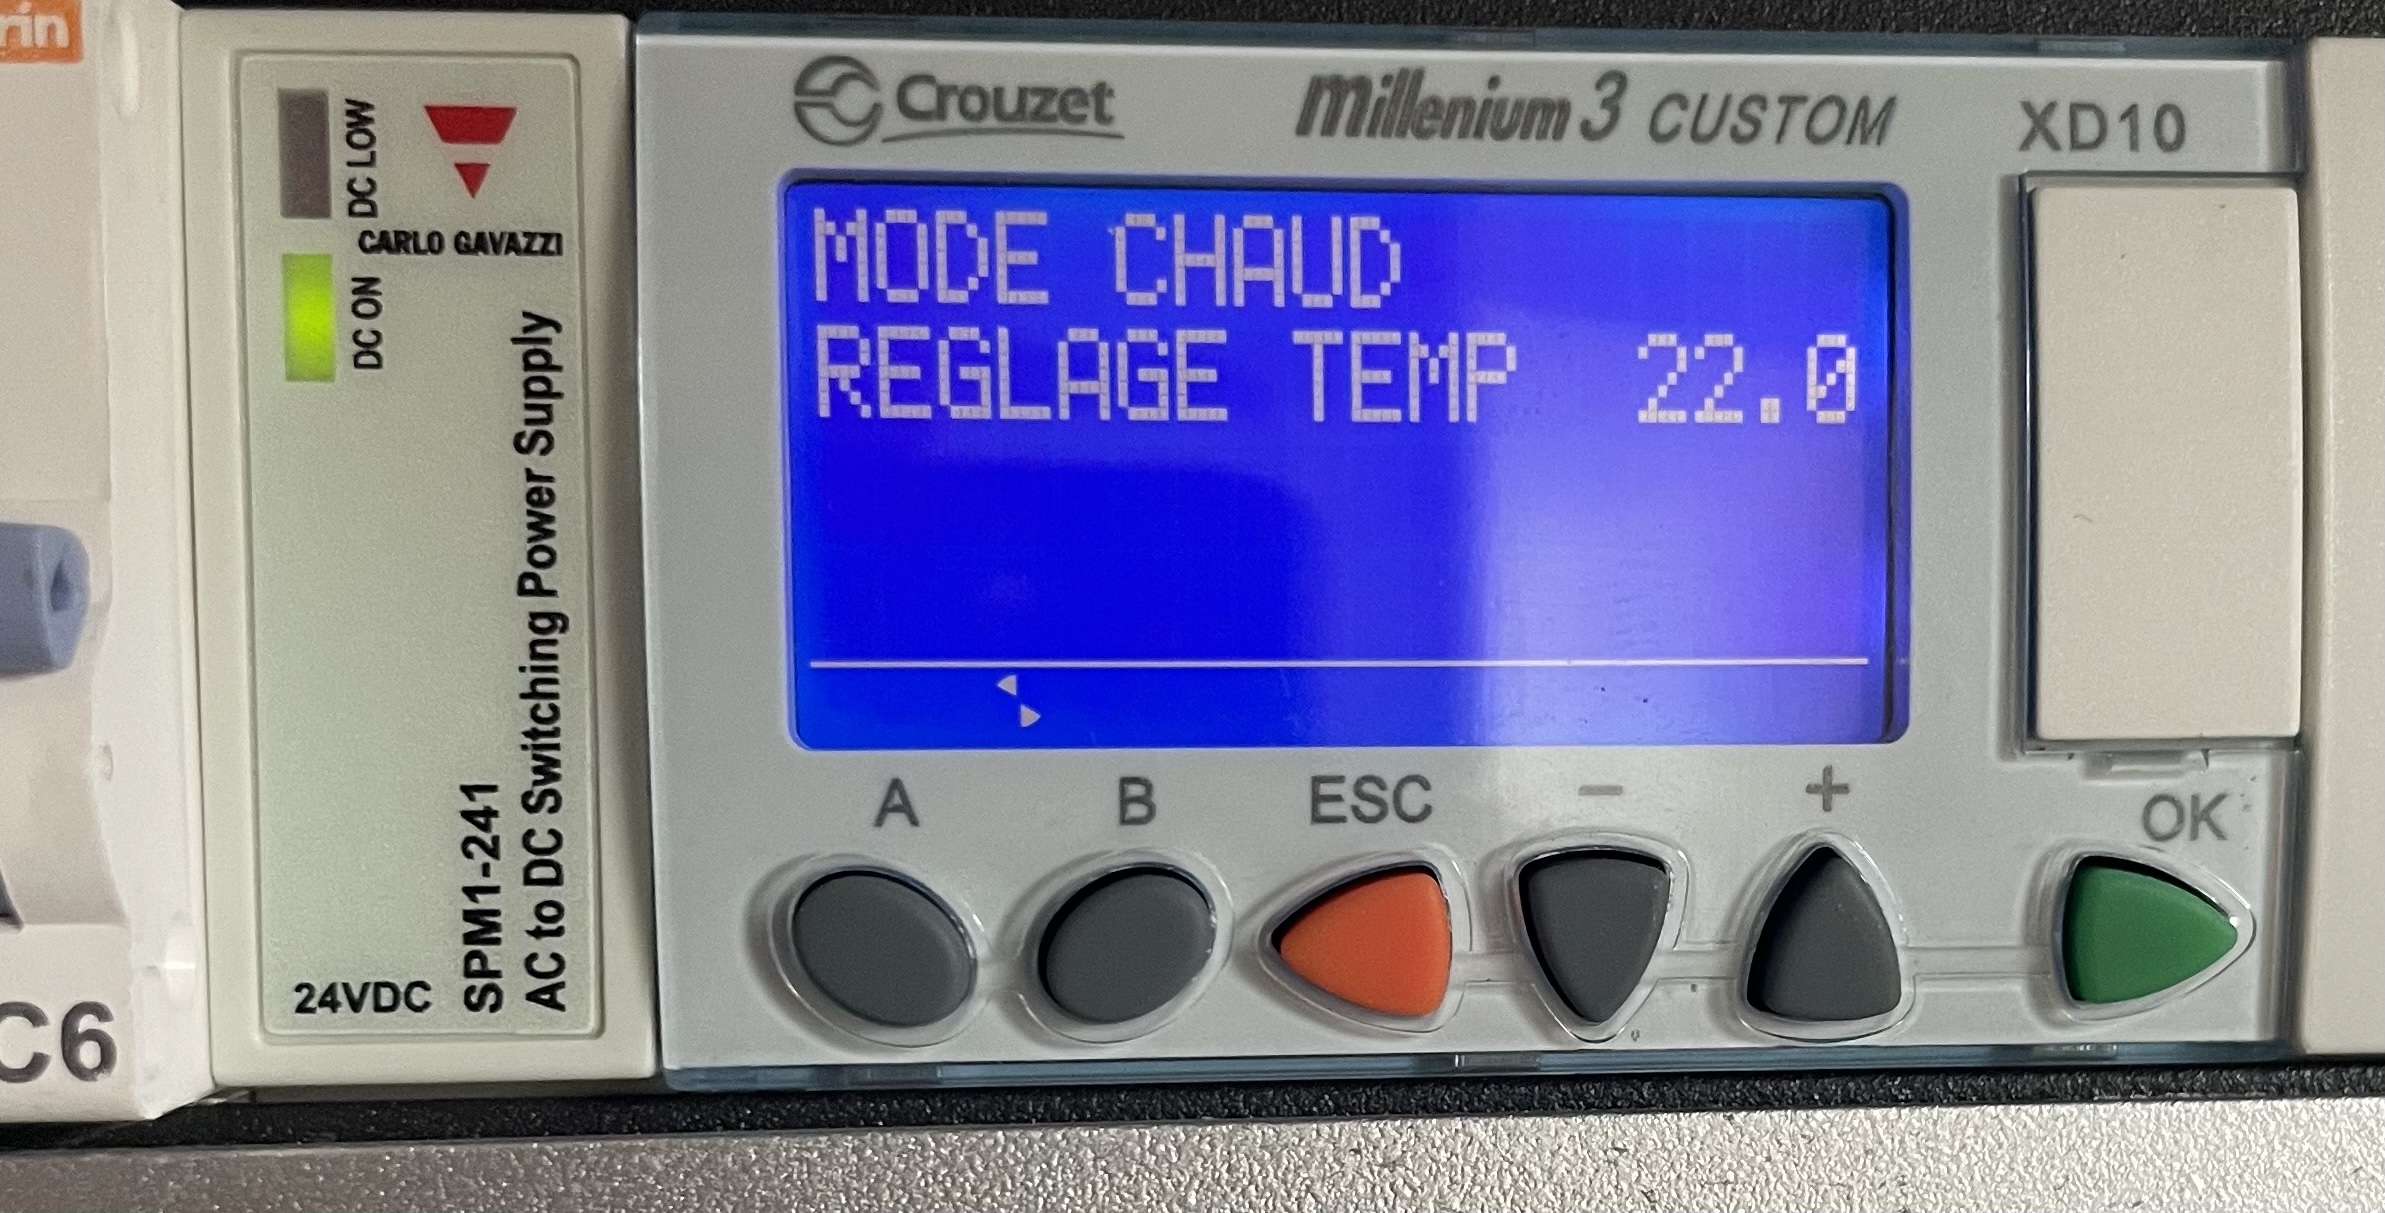 rin
DC LOW
CARLO GAVAZZI
DC ON
24VDC
SPM1-241
AC to DC Switching Power Supply
C6
Crouzet
millenium 3 CUSTOM
XD10
MODE CHAUD
REGLAGE TEMP 22.0
A B ESC - + OK